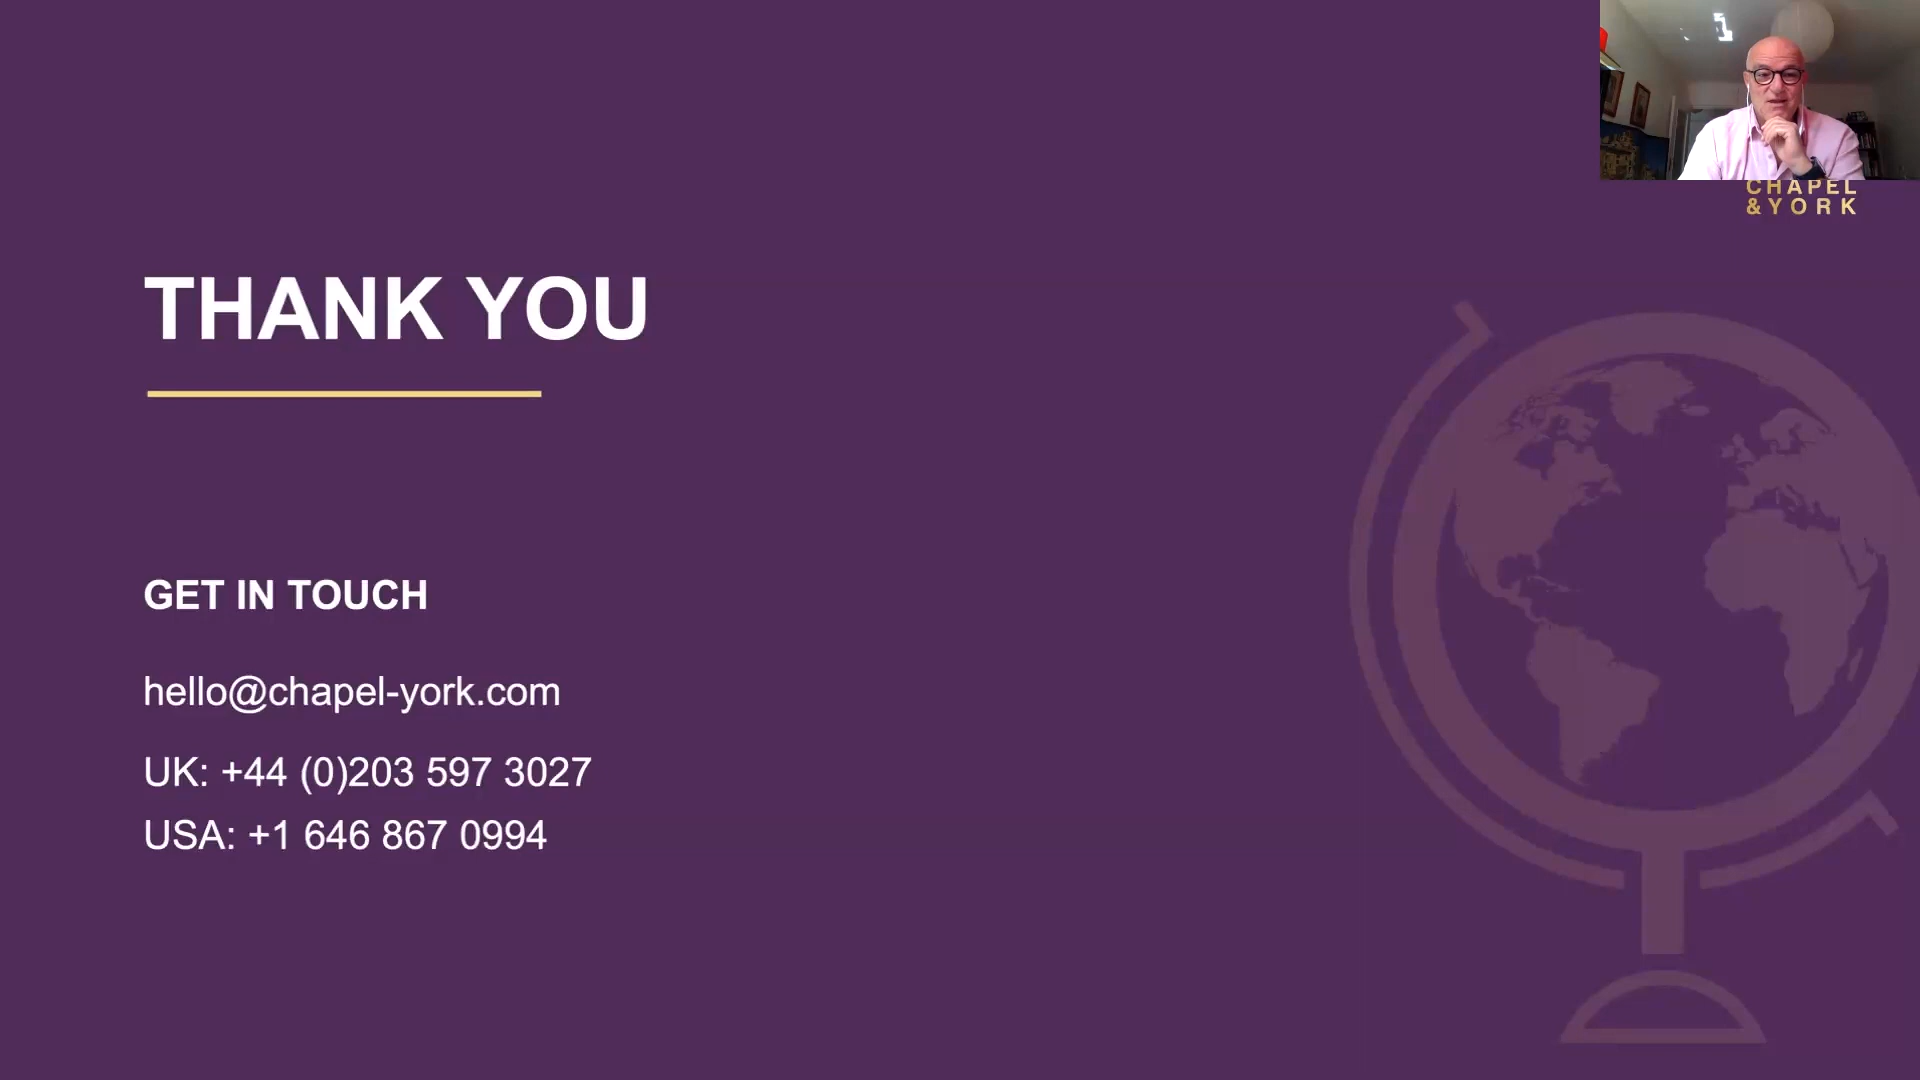 CHAPEL
&YORK
THANK YOU
GET IN TOUCH
hello@chapel-york.com
UK: +44 (0)203 597 3027
USA: +1 646 867 0994